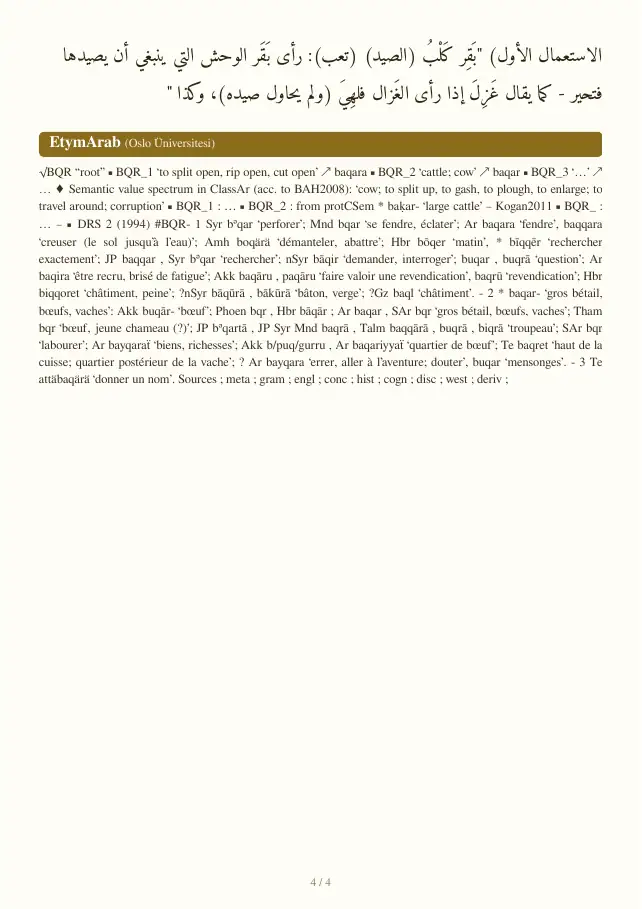 الاستعمال الأول) "بَقِر كَلْبُ (الصيد) (تعب): رأى بَقَر الوحش التي ينبغي أن يصيدها
فتحير - كما يقال غَزِلَ إذا رأى الغَزال فلهِيَ (ولم يحاول صيده)، وكذا "
EtymArab (Oslo Üniversitesi)
√BQR “root” ▪ BQR_1 ‘to split open, rip open, cut open’ ↗ baqara ▪ BQR_2 ‘cattle; cow’ ↗ baqar ▪ BQR_3 ‘…’ ↗
… ♦ Semantic value spectrum in ClassAr (acc. to BAH2008): ‘cow; to split up, to gash, to plough, to enlarge; to
travel around; corruption’ ▪ BQR_1 : … ▪ BQR_2 : from protCSem * baḳar- ‘large cattle’ – Kogan2011 ▪ BQR_ :
… – ▪ DRS 2 (1994) #BQR- 1 Syr bᵊqar ‘perforer’; Mnd bqar ‘se fendre, éclater’; Ar baqara ‘fendre’, baqqara
‘creuser (le sol jusqu’à l’eau)’; Amh boqärä ‘démanteler, abattre’; Hbr bōqer ‘matin’, * bīqqēr ‘rechercher
exactement’; JP baqqar , Syr bᵊqar ‘rechercher’; nSyr bāqir ‘demander, interroger’; buqar , buqrā ‘question’; Ar
baqira ‘être recru, brisé de fatigue’; Akk baqāru , paqāru ‘faire valoir une revendication’, baqrū ‘revendication’; Hbr
biqqoret ‘châtiment, peine’; ?nSyr bāqūrā , bākūrā ‘bâton, verge’; ?Gz baql ‘châtiment’. - 2 * baqar- ‘gros bétail,
bœufs, vaches’: Akk buqār- ‘bœuf’; Phoen bqr , Hbr bāqār ; Ar baqar , SAr bqr ‘gros bétail, bœufs, vaches’; Tham
bqr ‘bœuf, jeune chameau (?)’; JP bᵊqartā , JP Syr Mnd baqrā , Talm baqqārā , buqrā , biqrā ‘troupeau’; SAr bqr
‘labourer’; Ar bayqaraẗ ‘biens, richesses’; Akk b/puq/gurru , Ar baqariyyaẗ ‘quartier de bœuf’; Te baqret ‘haut de la
cuisse; quartier postérieur de la vache’; ? Ar bayqara ‘errer, aller à l’aventure; douter’, buqar ‘mensonges’. - 3 Te
attäbaqärä ‘donner un nom’. Sources ; meta ; gram ; engl ; conc ; hist ; cogn ; disc ; west ; deriv ;
4 / 4